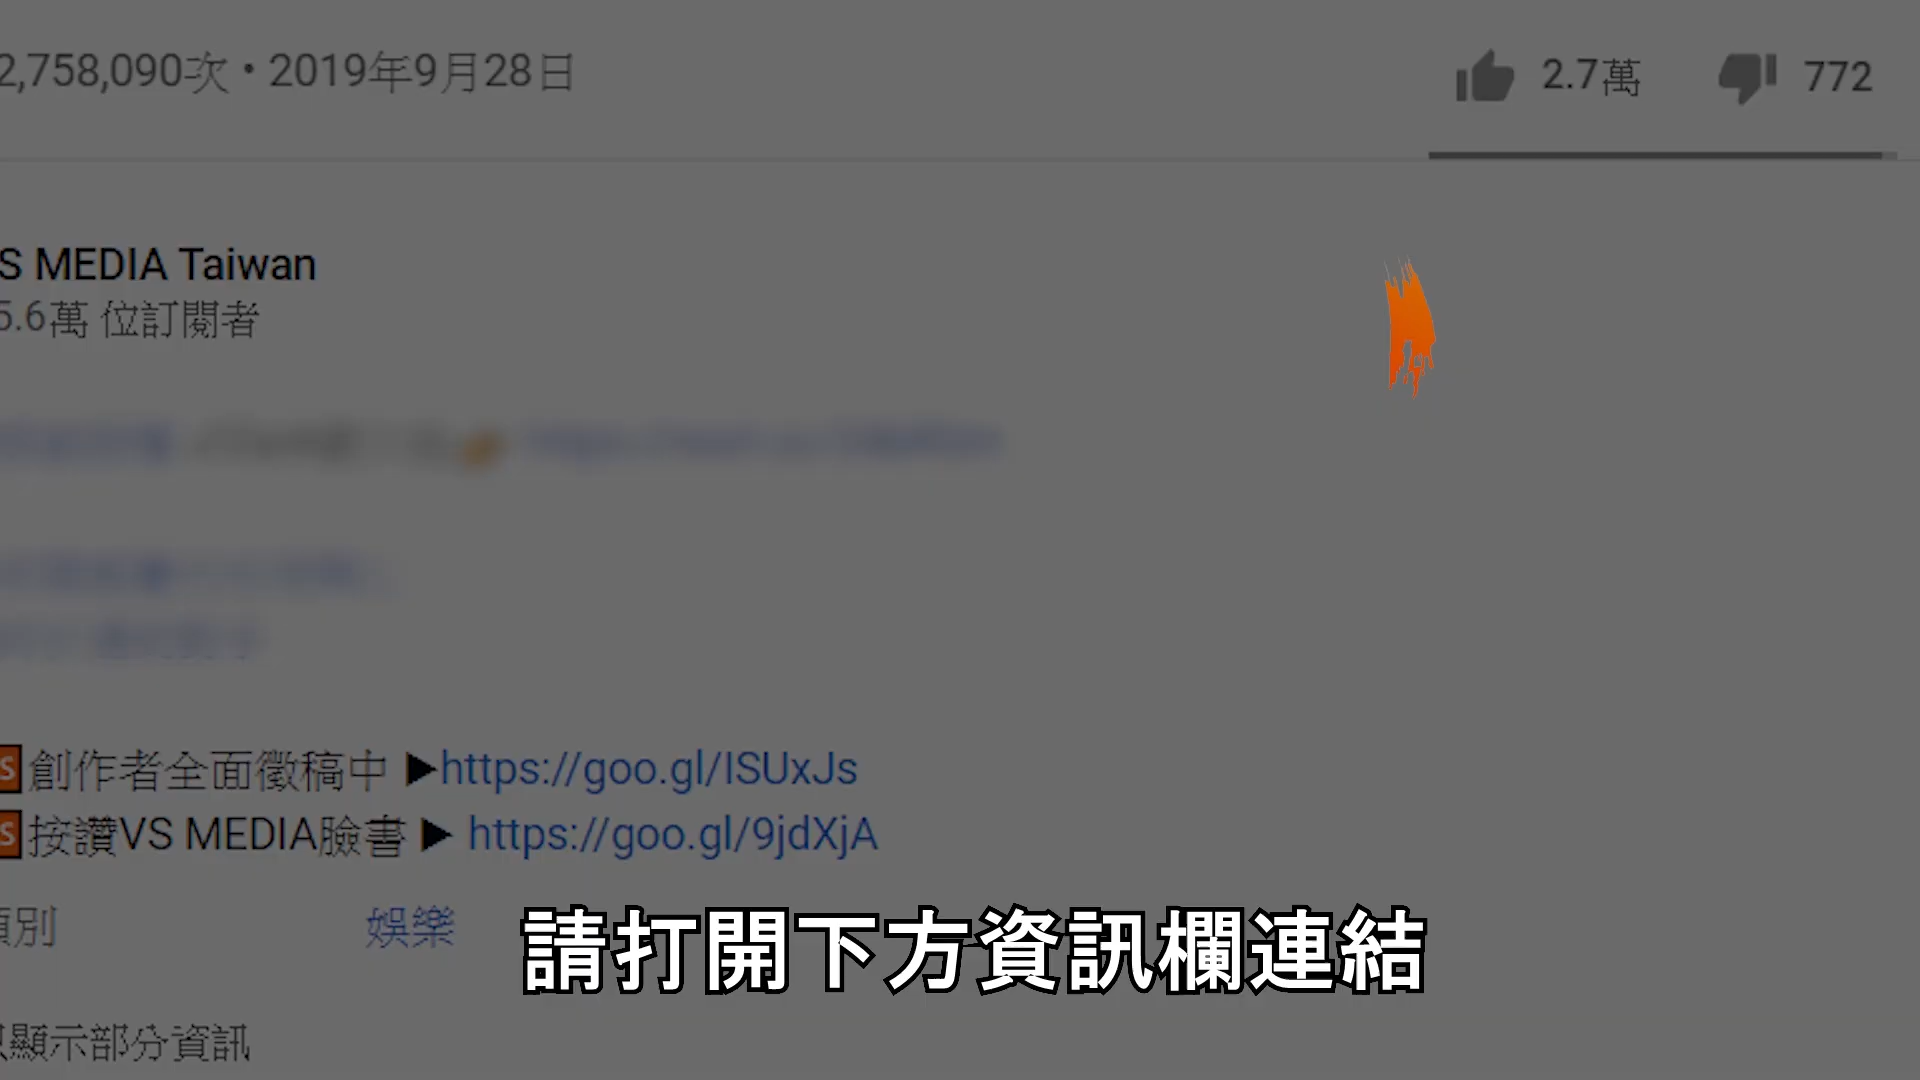 2,758,090次 • 2019年9月28日
2.7萬
772
S MEDIA Taiwan
5.6萬 位訂閱者
S創作者全面徵稿中 ▶https://goo.gl/ISUxJs
S按讚VS MEDIA臉書 ▶ https://goo.gl/9jdXjA
類別
娛樂
請打開下方資訊欄連結
只顯示部分資訊